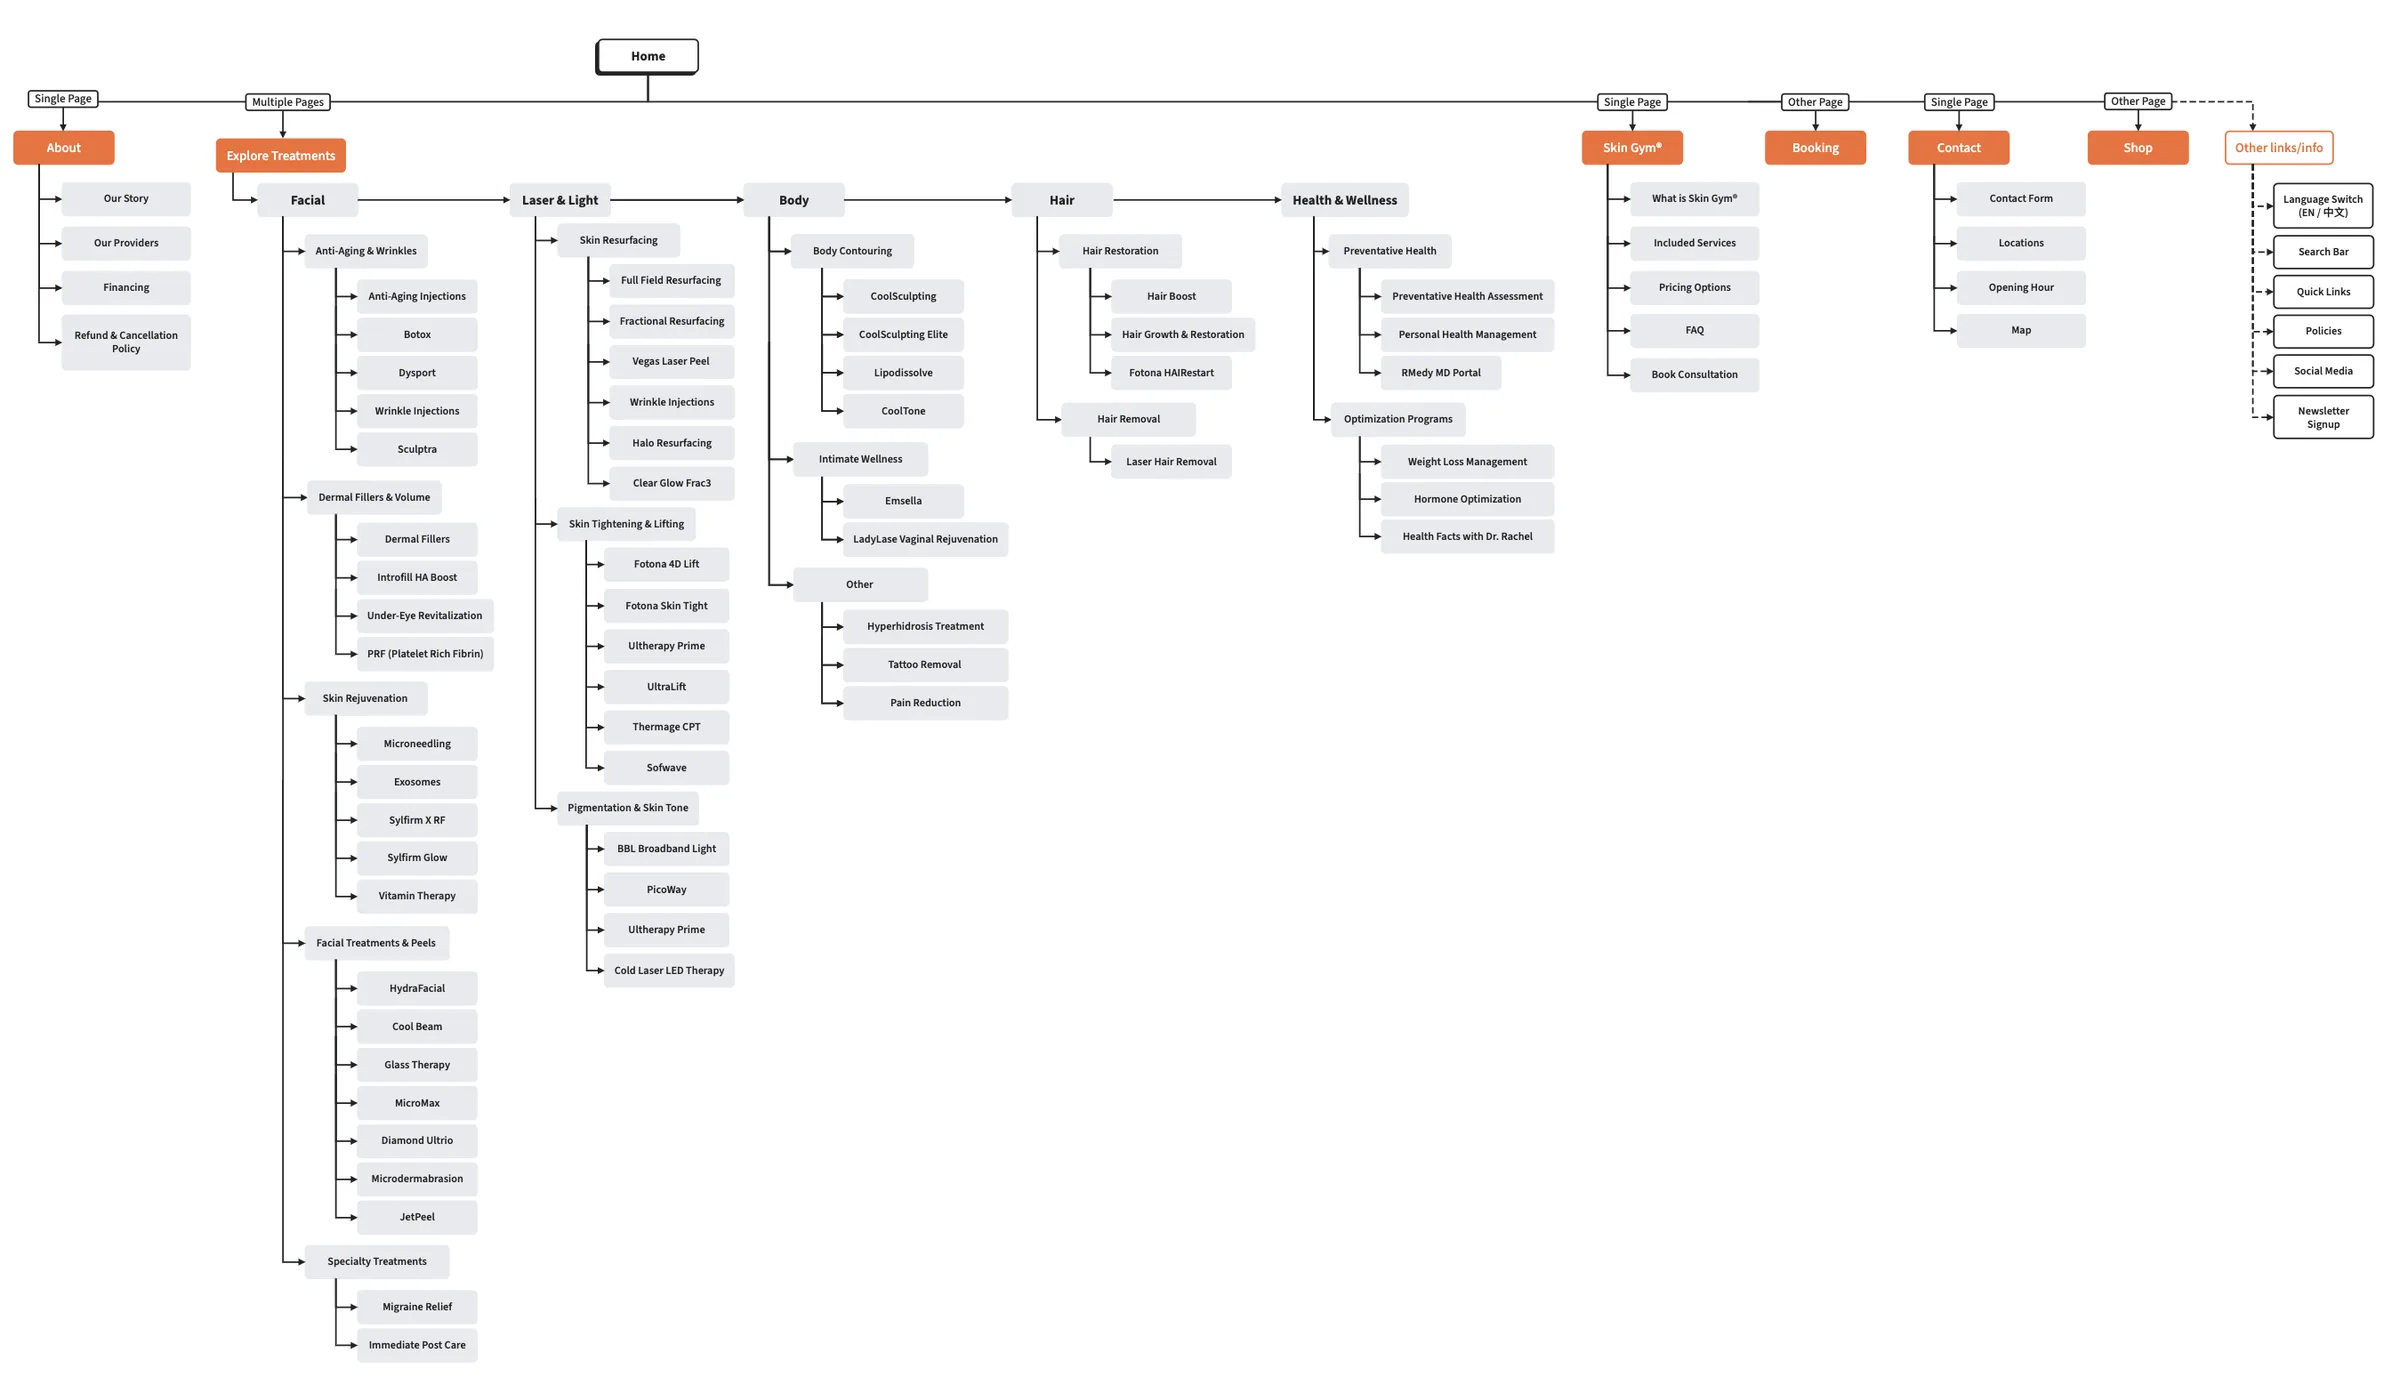 Home
Single Page
Multiple Pages
Single Page
Other Page
Single Page
Other Page
About
Our Story
Our Providers
Financing
Refund & Cancellation
Policy
Explore Treatments
Facial
Anti-Aging & Wrinkles
Anti-Aging Injections
Botox
Dysport
Wrinkle Injections
Sculptra
Dermal Fillers & Volume
Dermal Fillers
Introfill HA Boost
Under-Eye Revitalization
PRF (Platelet Rich Fibrin)
Skin Rejuvenation
Microneedling
Exosomes
Sylfirm X RF
Sylfirm Glow
Vitamin Therapy
Facial Treatments & Peels
HydraFacial
Cool Beam
Glass Therapy
MicroMax
Diamond Ultrio
Microdermabrasion
JetPeel
Specialty Treatments
Migraine Relief
Immediate Post Care
Laser & Light
Skin Resurfacing
Full Field Resurfacing
Fractional Resurfacing
Vegas Laser Peel
Wrinkle Injections
Halo Resurfacing
Clear Glow Frac3
Skin Tightening & Lifting
Fotona 4D Lift
Fotona Skin Tight
Ultherapy Prime
UltraLift
Thermage CPT
Sofwave
Pigmentation & Skin Tone
BBL Broadband Light
PicoWay
Ultherapy Prime
Cold Laser LED Therapy
Body
Body Contouring
CoolSculpting
CoolSculpting Elite
Lipodissolve
CoolTone
Intimate Wellness
Emsella
LadyLase Vaginal Rejuvenation
Other
Hyperhidrosis Treatment
Tattoo Removal
Pain Reduction
Hair
Hair Restoration
Hair Boost
Hair Growth & Restoration
Fotona HAIRestart
Hair Removal
Laser Hair Removal
Health & Wellness
Preventative Health
Preventative Health Assessment
Personal Health Management
RMedy MD Portal
Optimization Programs
Weight Loss Management
Hormone Optimization
Health Facts with Dr. Rachel
Skin Gym®
What is Skin Gym®
Included Services
Pricing Options
FAQ
Book Consultation
Booking
Contact
Contact Form
Locations
Opening Hour
Map
Shop
Other links/info
Language Switch
(EN / 中文)
Search Bar
Quick Links
Policies
Social Media
Newsletter
Signup